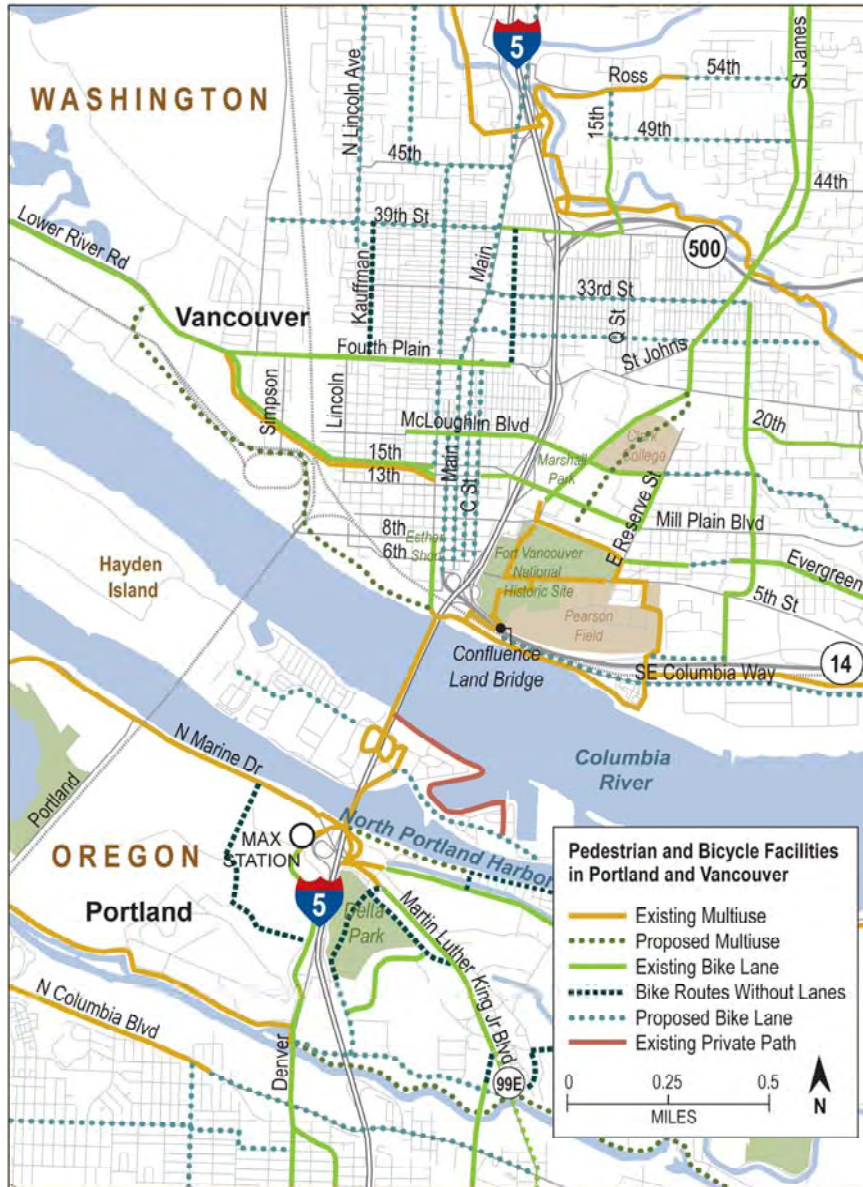 5
54th
Ross
St James
WASHINGTON
N Lincoln Ave
15th
49th
45th
44th
39th St
Lower River Rd
Main
500
Kauffman
33rd St
Vancouver
Q St
Fourth Plain
St Johns
Simpson
Lincoln
McLoughlin Blvd
20th
Clark
College
15th
Main
Marshall
Park
13th
C St
E Reserve St
8th
Mill Plain Blvd
6th
Esther
Short
Fort Vancouver
National
Historic Site
Evergreen
Hayden
Island
5th St
Pearson
Field
Confluence
Land Bridge
SE Columbia Way
14
N Marine Dr
Columbia
River
Portland
North Portland Harbor
MAX
STATION
OREGON
5
Portland
Delta
Park
Martin Luther King Jr Blvd
N Columbia Blvd
Denver
99E
Pedestrian and Bicycle Facilities
in Portland and Vancouver
Existing Multiuse
Proposed Multiuse
Existing Bike Lane
Bike Routes Without Lanes
Proposed Bike Lane
Existing Private Path
0 0.25 0.5
MILES
N